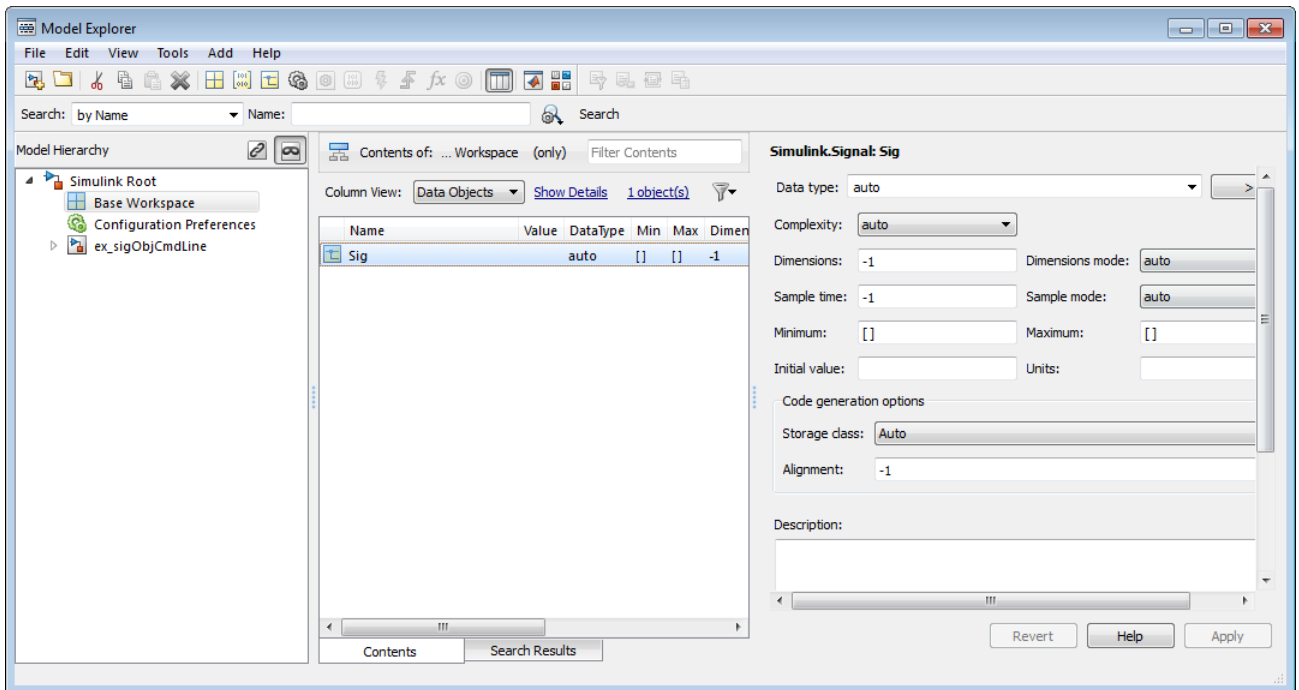 Model Explorer
File Edit View Tools Add Help
fx
Search: by Name Name: Search
Model Hierarchy
Simulink Root
Base Workspace
Configuration Preferences
ex_sigObjCmdLine
Contents of: ... Workspace (only) Filter Contents
Column View: Data Objects Show Details 1 object(s)
Name Value DataType Min Max Dimen
Sig auto [] [] -1
Contents Search Results
Simulink.Signal: Sig
Data type: auto >
Complexity: auto
Dimensions: -1 Dimensions mode: auto
Sample time: -1 Sample mode: auto
Minimum: [] Maximum: []
Initial value: Units:
Code generation options
Storage class: Auto
Alignment: -1
Description:
Revert Help Apply